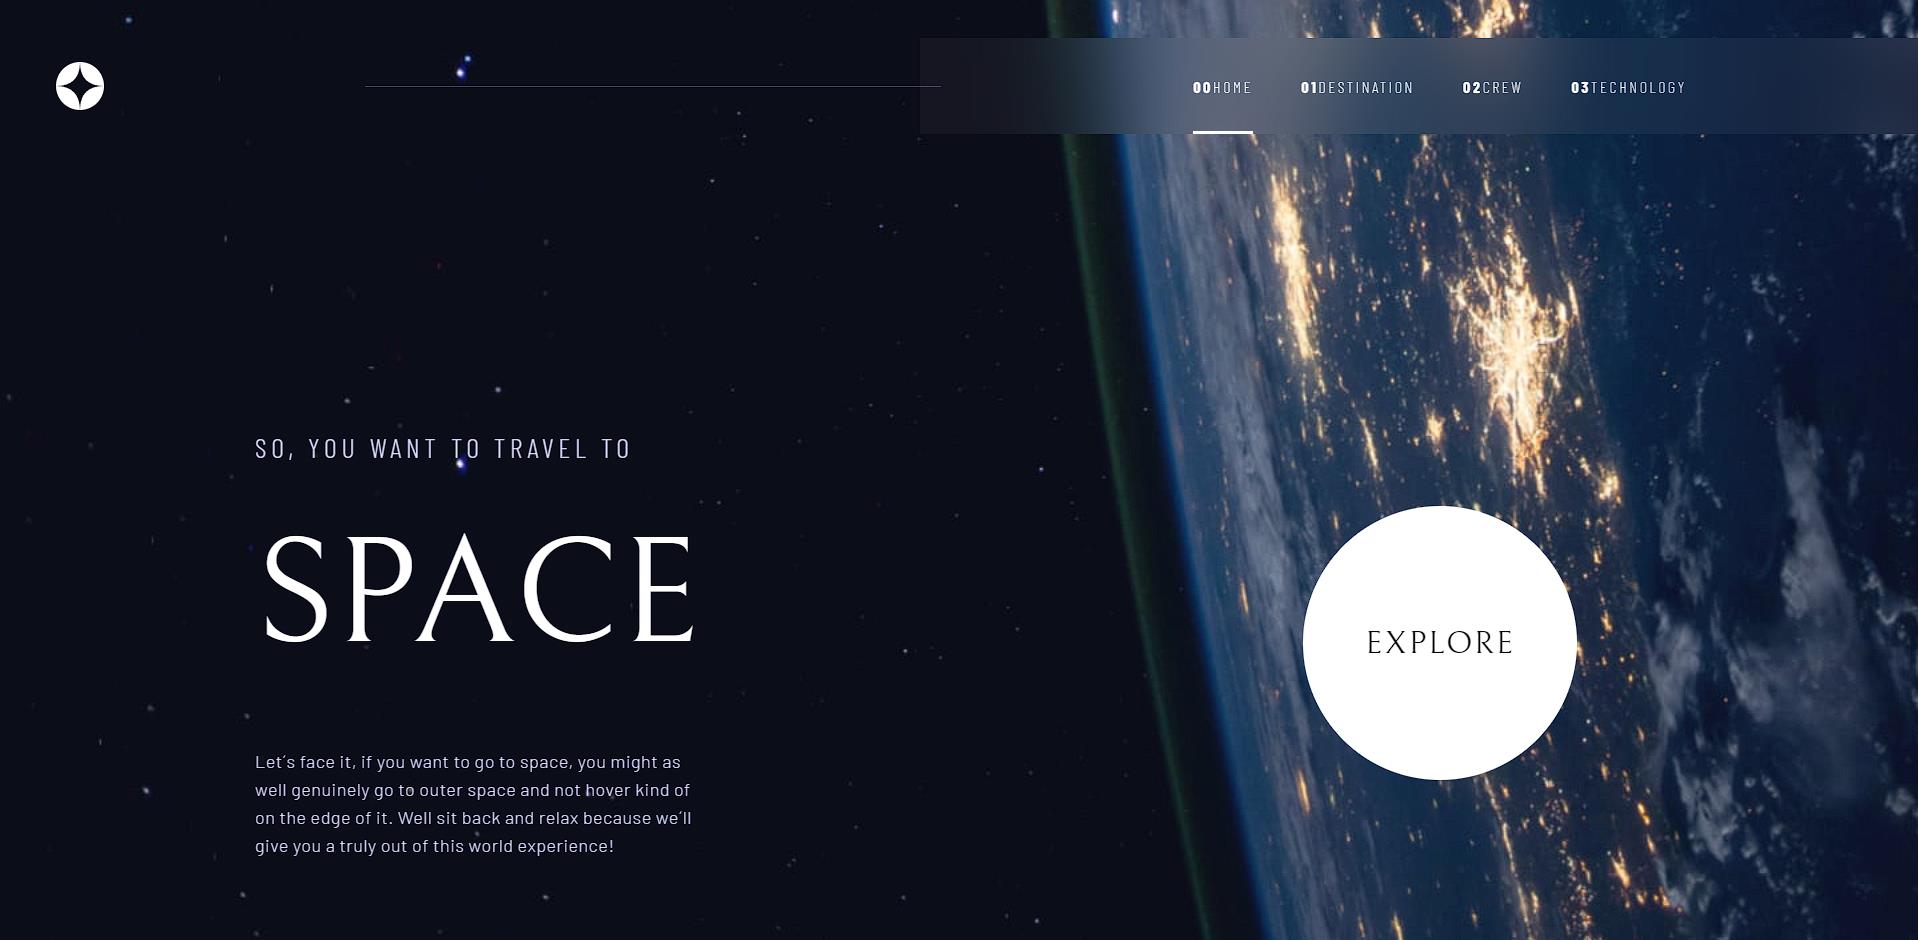 00HOME 01DESTINATION 02CREW 03TECHNOLOGY
SO, YOU WANT TO TRAVEL TO
SPACE
EXPLORE
Let´s face it, if you want to go to space, you might as
well genuinely go to outer space and not hover kind of
on the edge of it. Well sit back and relax because we´ll
give you a truly out of this world experience!